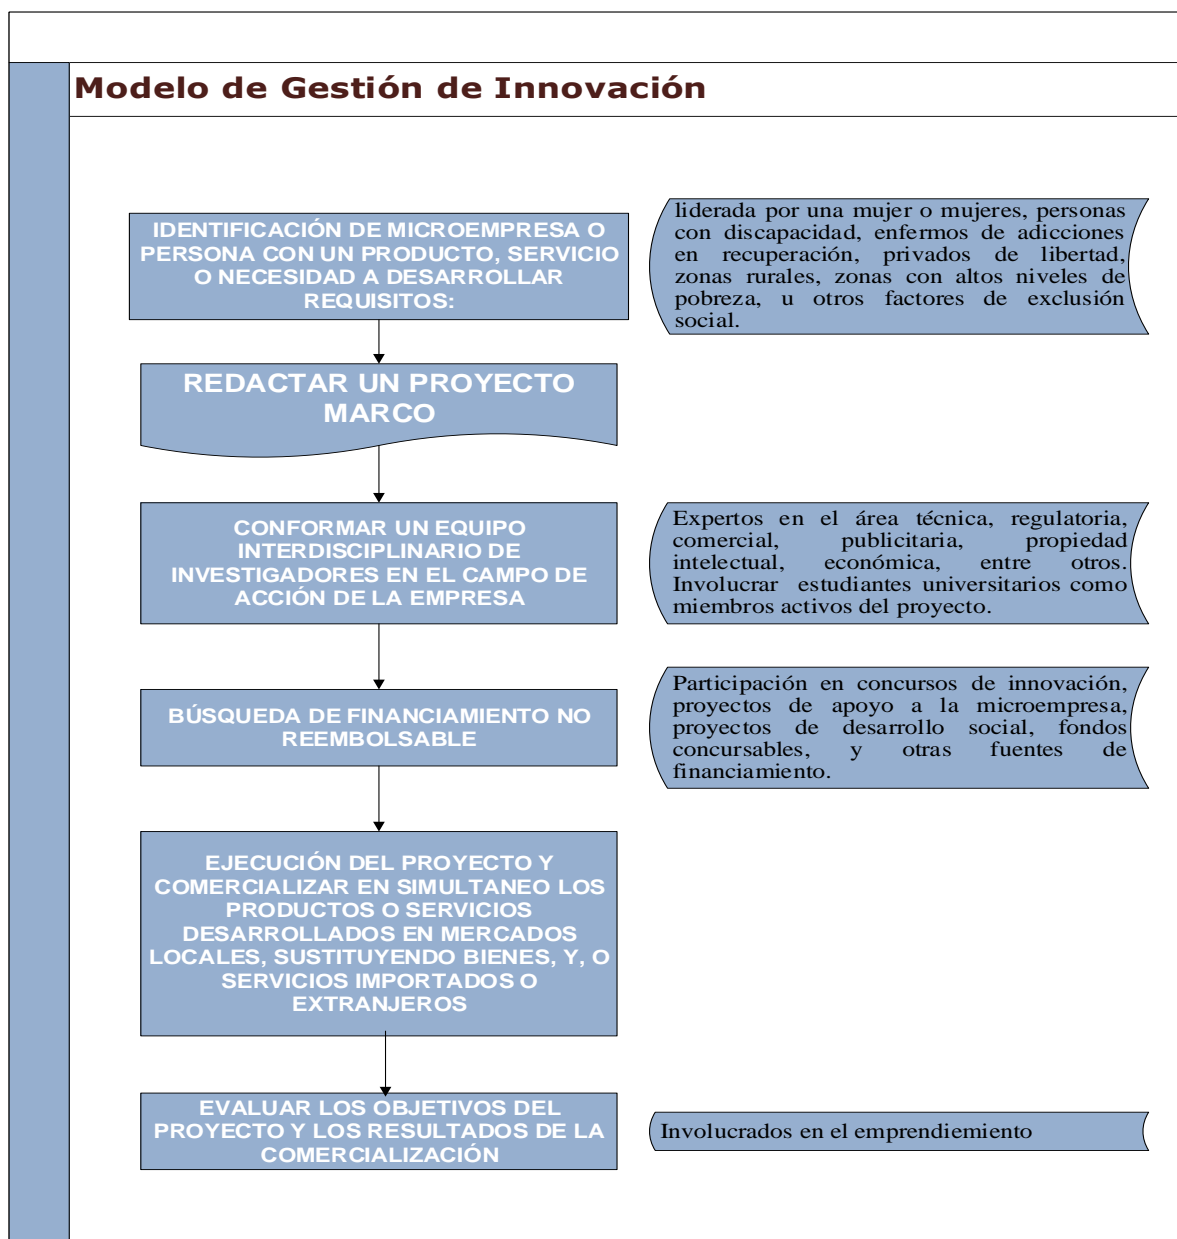 Modelo de Gestión de Innovación
IDENTIFICACIÓN DE MICROEMPRESA O
PERSONA CON UN PRODUCTO, SERVICIO
O NECESIDAD A DESARROLLAR
REQUISITOS:
liderada por una mujer o mujeres, personas
con discapacidad, enfermos de adicciones
en recuperación, privados de libertad,
zonas rurales, zonas con altos niveles de
pobreza, u otros factores de exclusión
social.
REDACTAR UN PROYECTO
MARCO
CONFORMAR UN EQUIPO
INTERDISCIPLINARIO DE
INVESTIGADORES EN EL CAMPO DE
ACCIÓN DE LA EMPRESA
Expertos en el área técnica, regulatoria,
comercial, publicitaria, propiedad
intelectual, económica, entre otros.
Involucrar estudiantes universitarios como
miembros activos del proyecto.
BÚSQUEDA DE FINANCIAMIENTO NO
REEMBOLSABLE
Participación en concursos de innovación,
proyectos de apoyo a la microempresa,
proyectos de desarrollo social, fondos
concursables, y otras fuentes de
financiamiento.
EJECUCIÓN DEL PROYECTO Y
COMERCIALIZAR EN SIMULTANEO LOS
PRODUCTOS O SERVICIOS
DESARROLLADOS EN MERCADOS
LOCALES, SUSTITUYENDO BIENES, Y, O
SERVICIOS IMPORTADOS O
EXTRANJEROS
EVALUAR LOS OBJETIVOS DEL
PROYECTO Y LOS RESULTADOS DE LA
COMERCIALIZACIÓN
Involucrados en el emprendiemiento